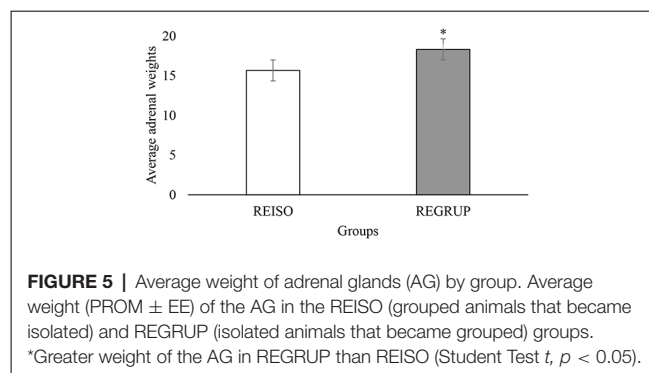 20
*
15
10
5
0
Average adrenal weights
REISO
REGRUP
Groups
FIGURE 5 | Average weight of adrenal glands (AG) by group. Average
weight (PROM ± EE) of the AG in the REISO (grouped animals that became
isolated) and REGRUP (isolated animals that became grouped) groups.
*Greater weight of the AG in REGRUP than REISO (Student Test t, p < 0.05).